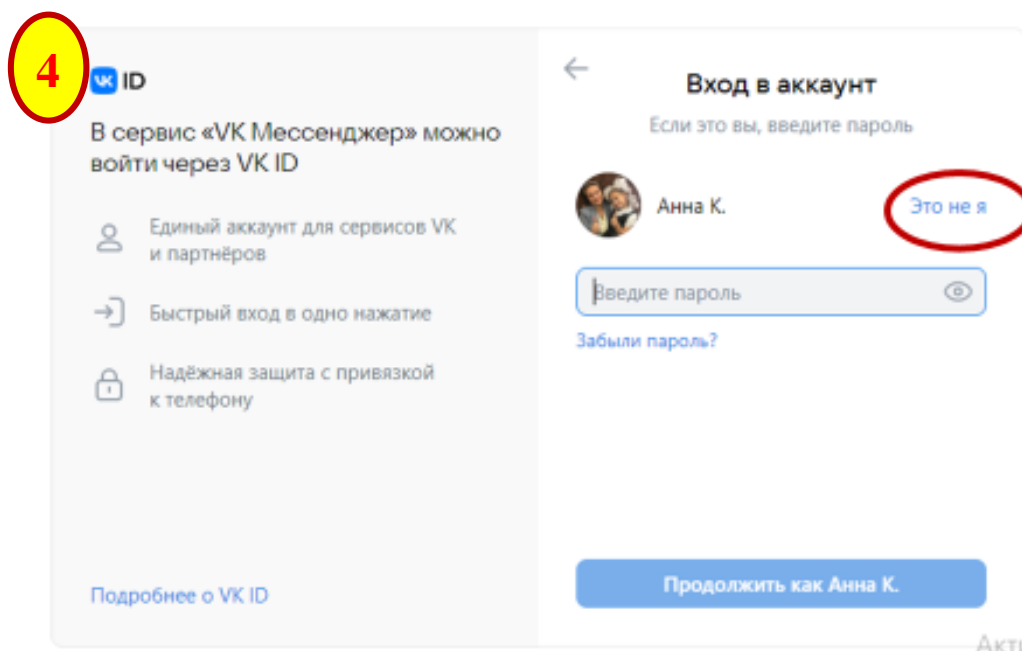 4
VK ID
В сервис «VK Мессенджер» можно
войти через VK ID
Единый аккаунт для сервисов VK
и партнёров
Быстрый вход в одно нажатие
Надёжная защита с привязкой
к телефону
Подробнее о VK ID
Вход в аккаунт
Если это вы, введите пароль
Анна К.
Это не я
Введите пароль
Забыли пароль?
Продолжить как Анна К.